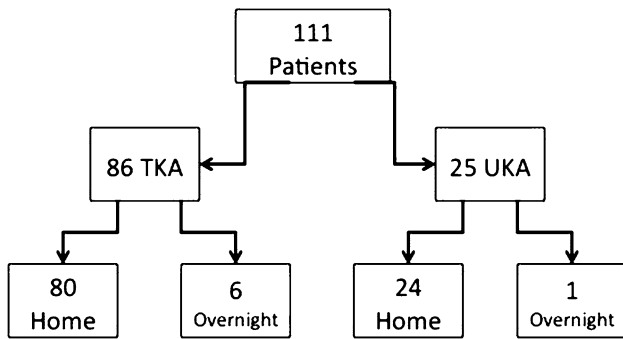 111
Patients
86 TKA
25 UKA
80
Home
6
Overnight
24
Home
1
Overnight